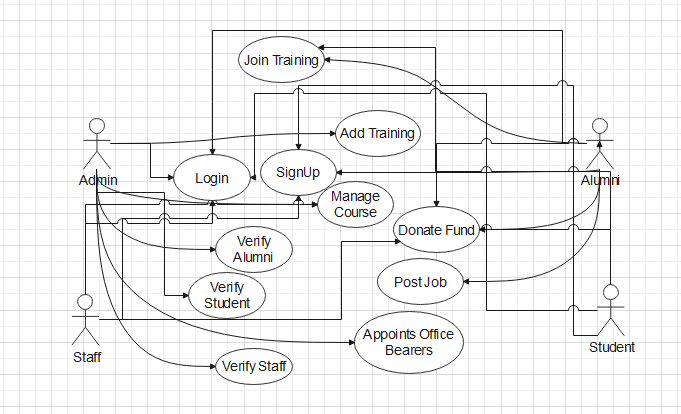 Join Training
Add Training
Admin
Login
SignUp
Alumni
Manage
Course
Donate Fund
Verify
Alumni
Post Job
Verify
Student
Appoints Office
Bearers
Staff
Student
Verify Staff